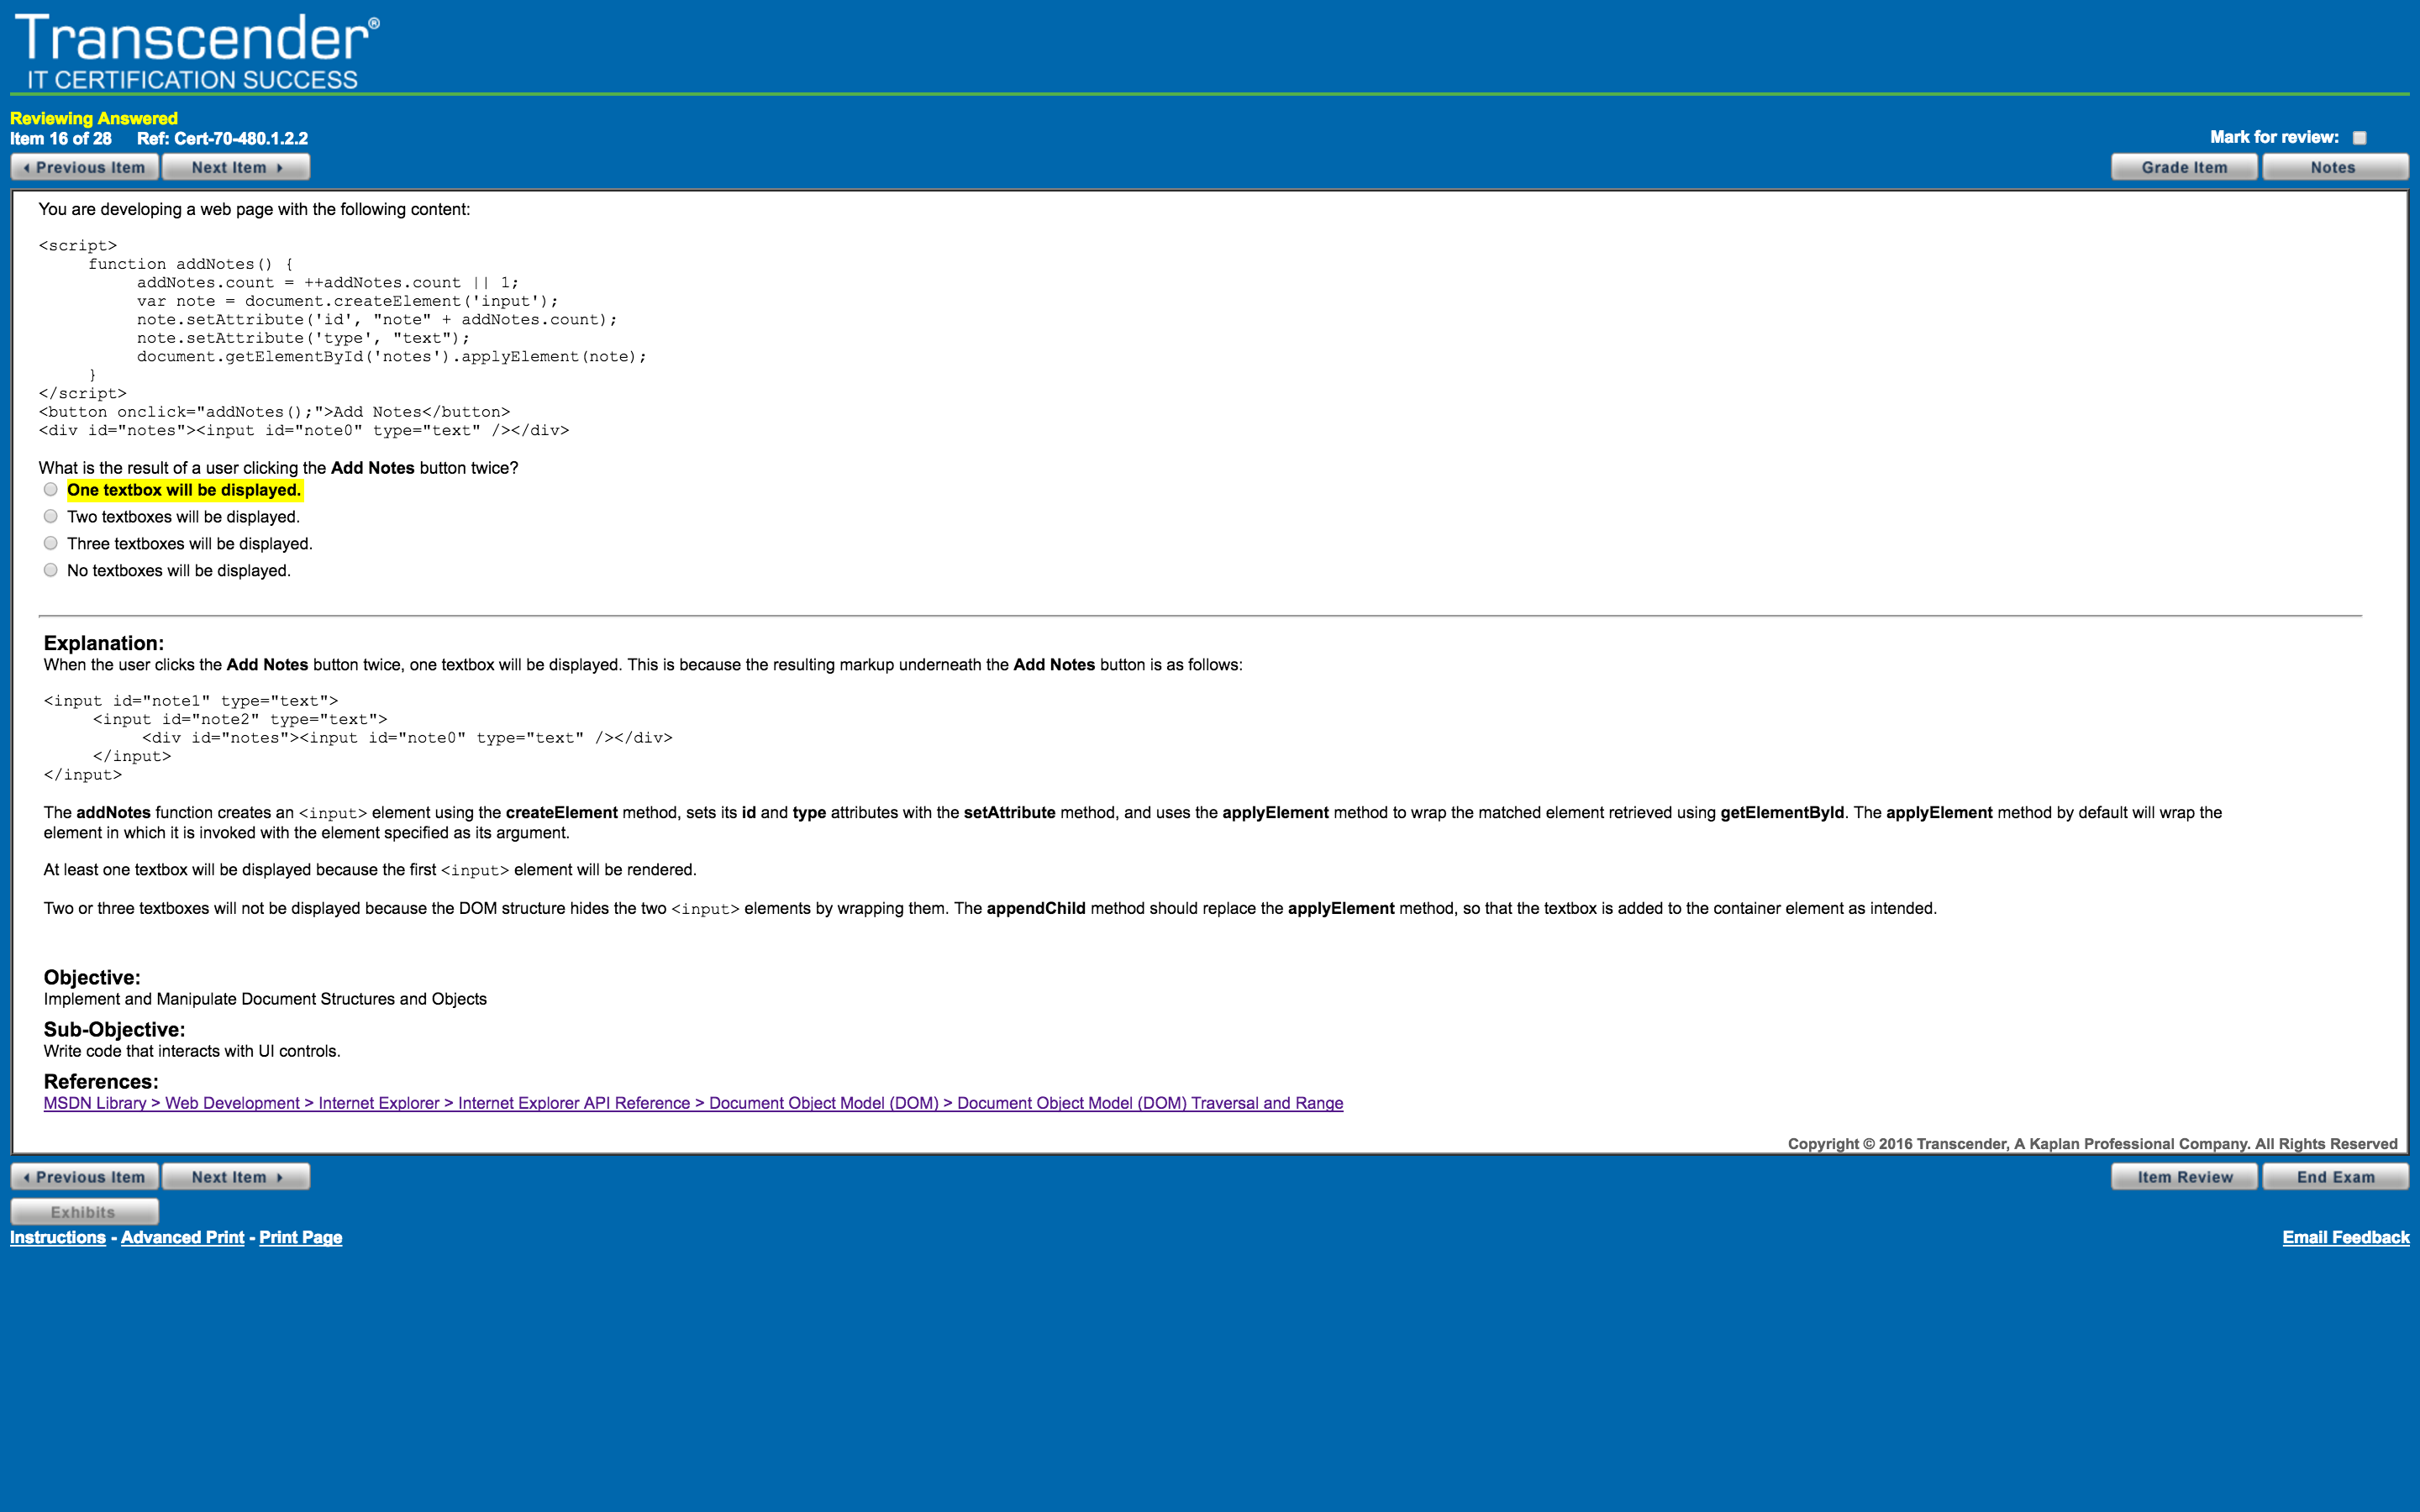 Transcender®
IT CERTIFICATION SUCCESS
Reviewing Answered
Item 16 of 28 Ref: Cert-70-480.1.2.2
Mark for review:
Previous Item Next Item Grade Item Notes
You are developing a web page with the following content:
<script>
function addNotes() {
addNotes.count = ++addNotes.count || 1;
var note = document.createElement('input');
note.setAttribute('id', "note" + addNotes.count);
note.setAttribute('type', "text");
document.getElementById('notes').applyElement(note);
}
</script>
<button onclick="addNotes();">Add Notes</button>
<div id="notes"><input id="note0" type="text" /></div>
What is the result of a user clicking the Add Notes button twice?
One textbox will be displayed.
Two textboxes will be displayed.
Three textboxes will be displayed.
No textboxes will be displayed.
Explanation:
When the user clicks the Add Notes button twice, one textbox will be displayed. This is because the resulting markup underneath the Add Notes button is as follows:
<input id="note1" type="text">
<input id="note2" type="text">
<div id="notes"><input id="note0" type="text" /></div>
</input>
</input>
The addNotes function creates an <input> element using the createElement method, sets its id and type attributes with the setAttribute method, and uses the applyElement method to wrap the matched element retrieved using getElementById. The applyElement method by default will wrap the
element in which it is invoked with the element specified as its argument.
At least one textbox will be displayed because the first <input> element will be rendered.
Two or three textboxes will not be displayed because the DOM structure hides the two <input> elements by wrapping them. The appendChild method should replace the applyElement method, so that the textbox is added to the container element as intended.
Objective:
Implement and Manipulate Document Structures and Objects
Sub-Objective:
Write code that interacts with UI controls.
References:
MSDN Library > Web Development > Internet Explorer > Internet Explorer API Reference > Document Object Model (DOM) > Document Object Model (DOM) Traversal and Range
Copyright © 2016 Transcender, A Kaplan Professional Company. All Rights Reserved
Previous Item Next Item Item Review End Exam
Exhibits
Instructions - Advanced Print - Print Page Email Feedback